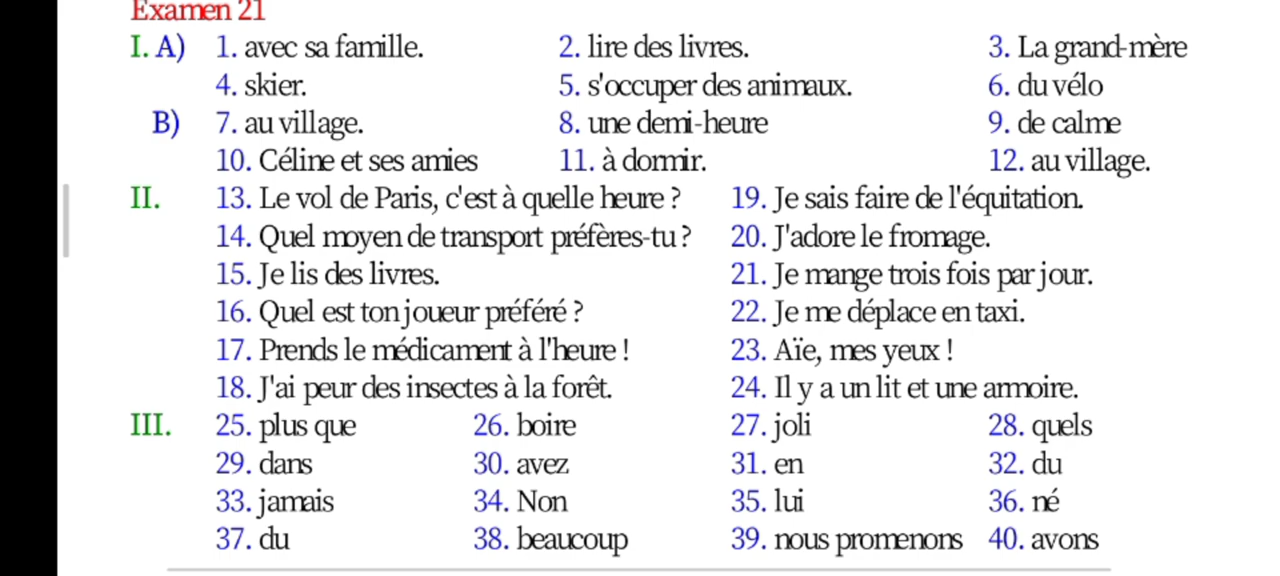 Examen 21
I. A) 1. avec sa famille. 2. lire des livres. 3. La grand-mère
4. skier. 5. s'occuper des animaux. 6. du vélo
B) 7. au village. 8. une demi-heure 9. de calme
10. Céline et ses amies 11. à dormir. 12. au village.
II. 13. Le vol de Paris, c'est à quelle heure ? 19. Je sais faire de l'équitation.
14. Quel moyen de transport préfères-tu ? 20. J'adore le fromage.
15. Je lis des livres. 21. Je mange trois fois par jour.
16. Quel est ton joueur préféré ? 22. Je me déplace en taxi.
17. Prends le médicament à l'heure ! 23. Aïe, mes yeux !
18. J'ai peur des insectes à la forêt. 24. Il y a un lit et une armoire.
III. 25. plus que 26. boire 27. joli 28. quels
29. dans 30. avez 31. en 32. du
33. jamais 34. Non 35. lui 36. né
37. du 38. beaucoup 39. nous promenons 40. avons